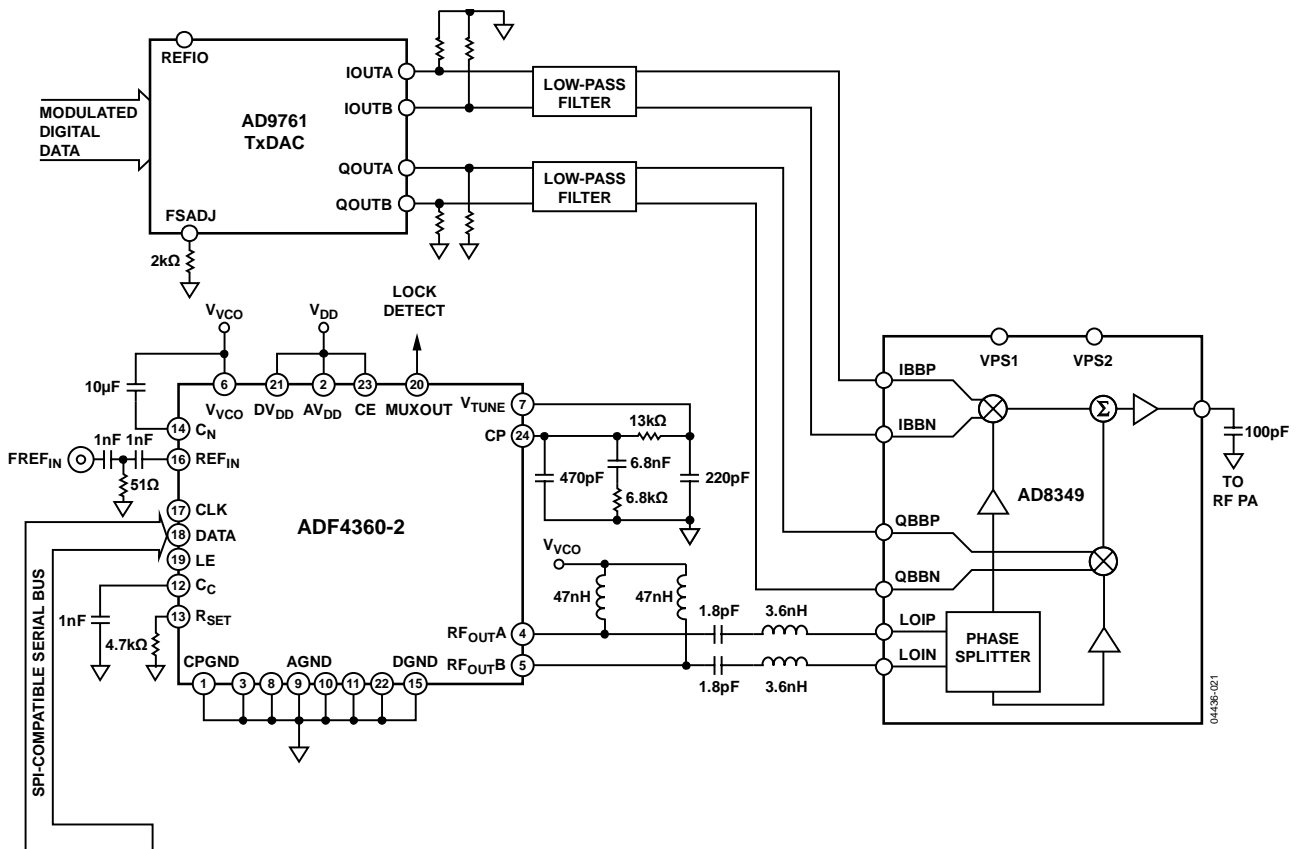 REFIO
MODULATED
DIGITAL
DATA
AD9761
TxDAC
IOUTA
IOUTB
QOUTA
QOUTB
FSADJ
2kΩ
LOW-PASS
FILTER
LOW-PASS
FILTER
VVCO
VDD
LOCK
DETECT
10µF
6
21
2
23
20
VVCO
DVDD
AVDD
CE
MUXOUT
VTUNE
7
14
CN
CP
24
13kΩ
1nF
1nF
FREFIN
16
REFIN
51Ω
470pF
6.8nF
6.8kΩ
220pF
17
CLK
18
DATA
19
LE
ADF4360-2
12
CC
13
RSET
1nF
4.7kΩ
VVCO
47nH
47nH
1.8pF
3.6nH
RFOUTA
4
RFOUTB
5
1.8pF
3.6nH
CPGND
AGND
DGND
1
3
8
9
10
11
22
15
SPI-COMPATIBLE SERIAL BUS
VPS1
VPS2
IBBP
IBBN
Σ
100pF
TO
RF PA
AD8349
QBBP
QBBN
LOIP
LOIN
PHASE
SPLITTER
04436-021